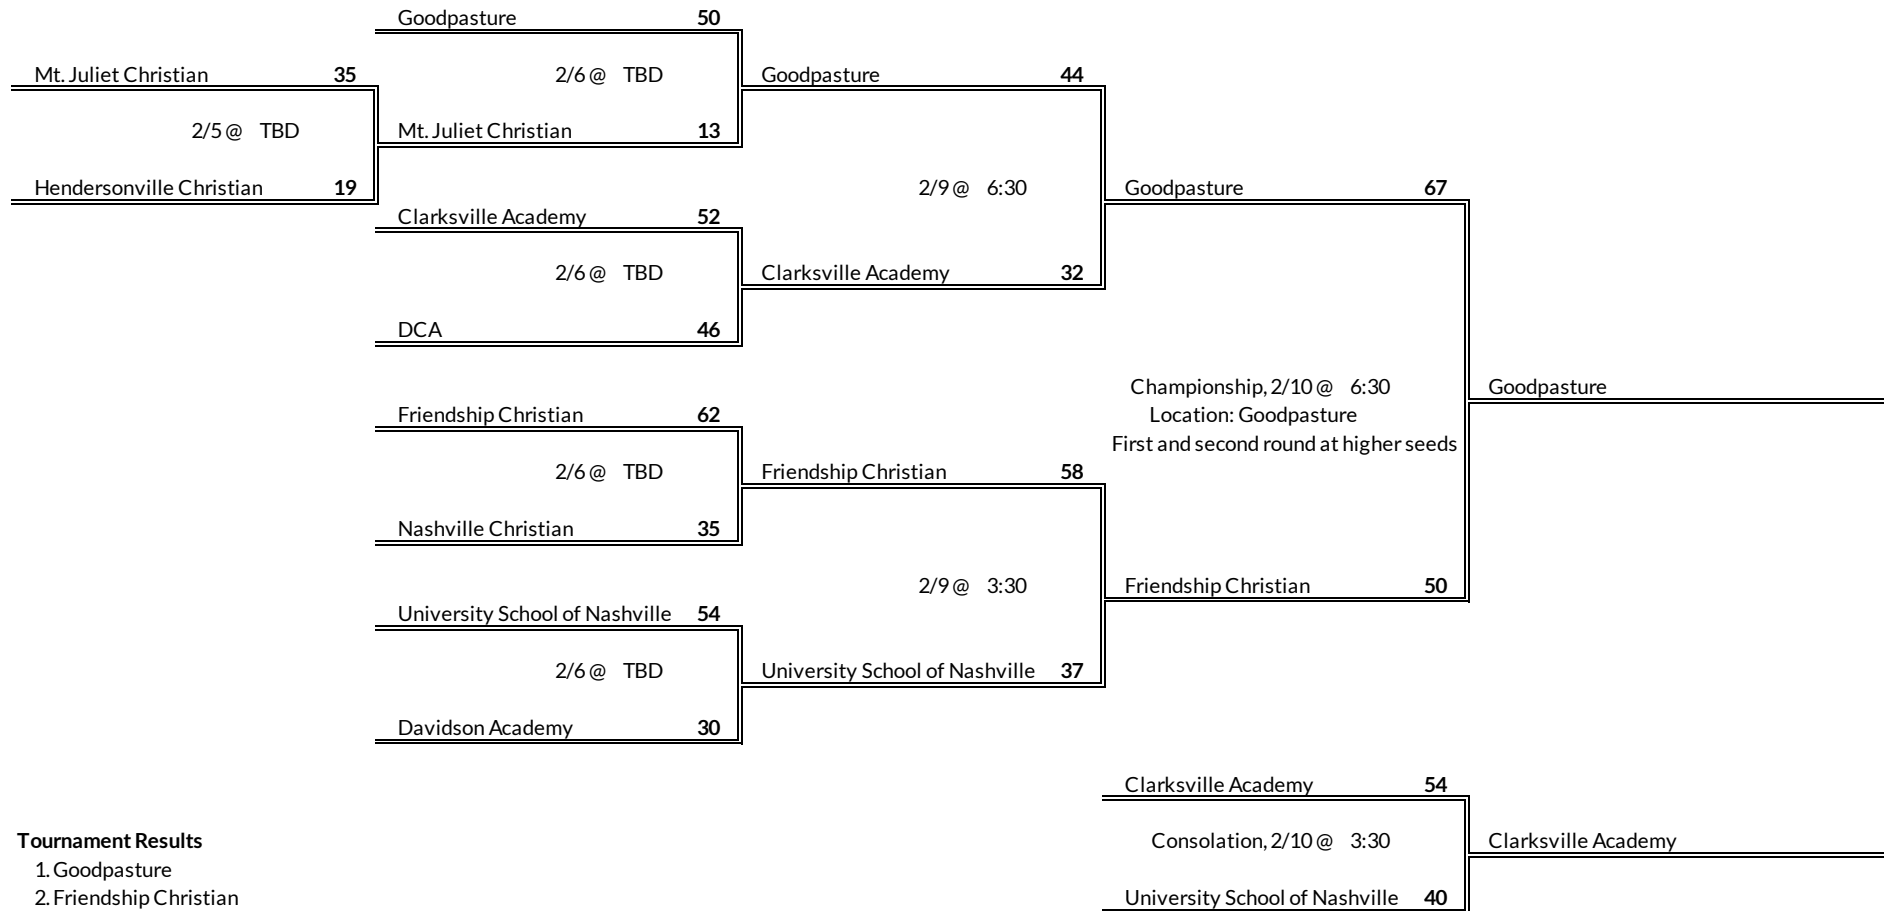 Goodpasture 50
Mt. Juliet Christian 35
2/6 @ TBD
Goodpasture 44
2/5 @ TBD
Mt. Juliet Christian 13
Hendersonville Christian 19
2/9 @ 6:30
Goodpasture 67
Clarksville Academy 52
2/6 @ TBD
Clarksville Academy 32
DCA 46
Championship, 2/10 @ 6:30
Goodpasture
Friendship Christian 62
Location: Goodpasture
First and second round at higher seeds
2/6 @ TBD
Friendship Christian 58
Nashville Christian 35
2/9 @ 3:30
Friendship Christian 50
University School of Nashville 54
2/6 @ TBD
University School of Nashville 37
Davidson Academy 30
Clarksville Academy 54
Tournament Results
Consolation, 2/10 @ 3:30
Clarksville Academy
1. Goodpasture
2. Friendship Christian
University School of Nashville 40